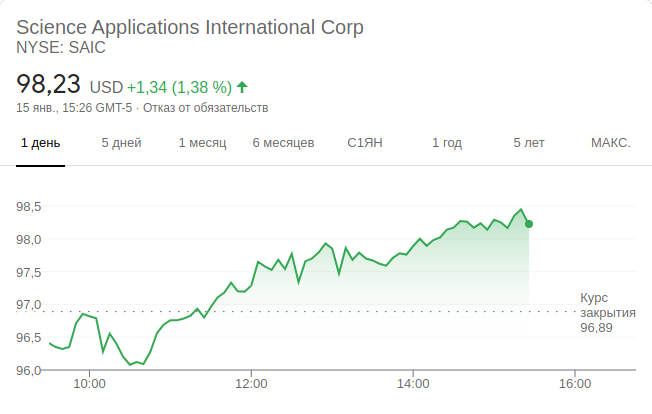 Science Applications International Corp
NYSE: SAIC
98,23 USD +1,34 (1,38 %)
15 янв., 15:26 GMT-5 · Отказ от обязательств
1 день 5 дней 1 месяц 6 месяцев С1ЯН 1 год 5 лет МАКС.
98,5
98,0
97,5
97,0
96,5
96,0
Курс
закрытия
96,89
10:00 12:00 14:00 16:00